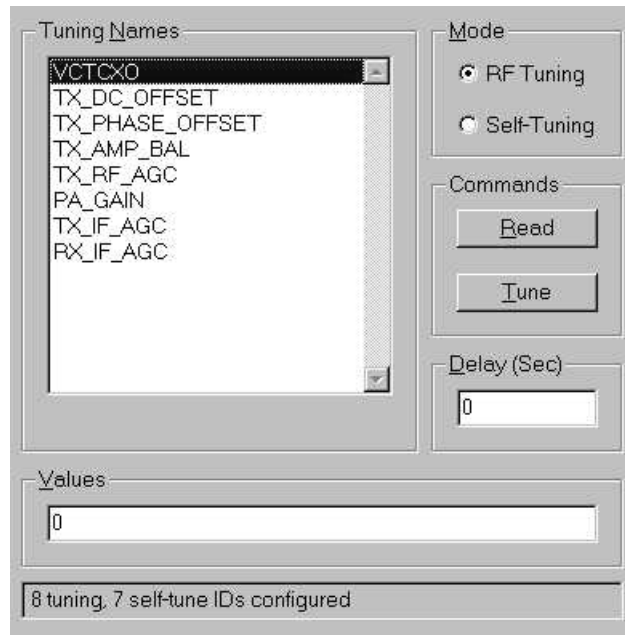 Tuning Names
VCTCXO
TX_DC_OFFSET
TX_PHASE_OFFSET
TX_AMP_BAL
TX_RF_AGC
PA_GAIN
TX_IF_AGC
RX_IF_AGC
Mode
RF Tuning
Self-Tuning
Commands
Read
Tune
Delay (Sec)
0
Values
0
8 tuning, 7 self-tune IDs configured